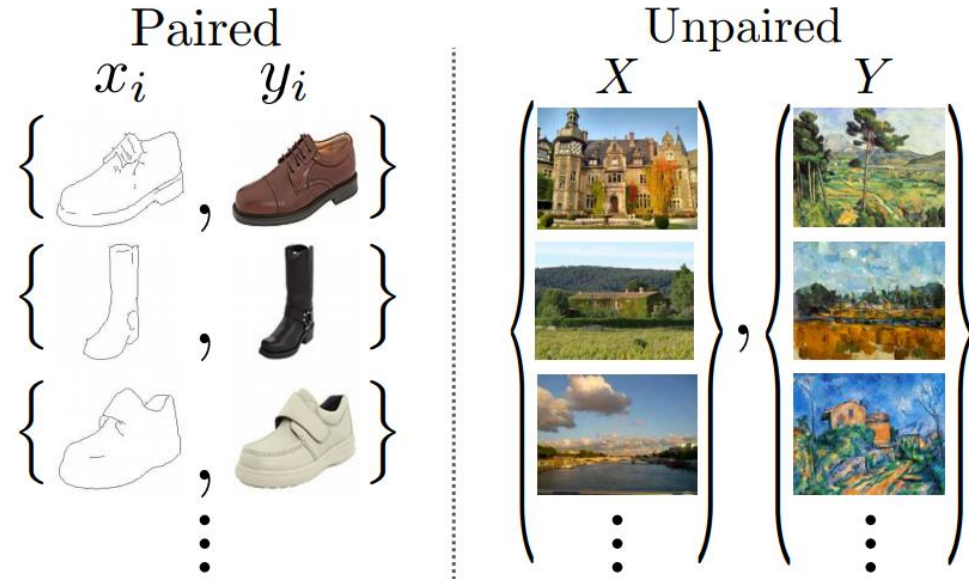 Paired
Unpaired
x_i y_i
X Y
{ , }
{ , }
{ , }
⋮
{ ⋮ } , { ⋮ }